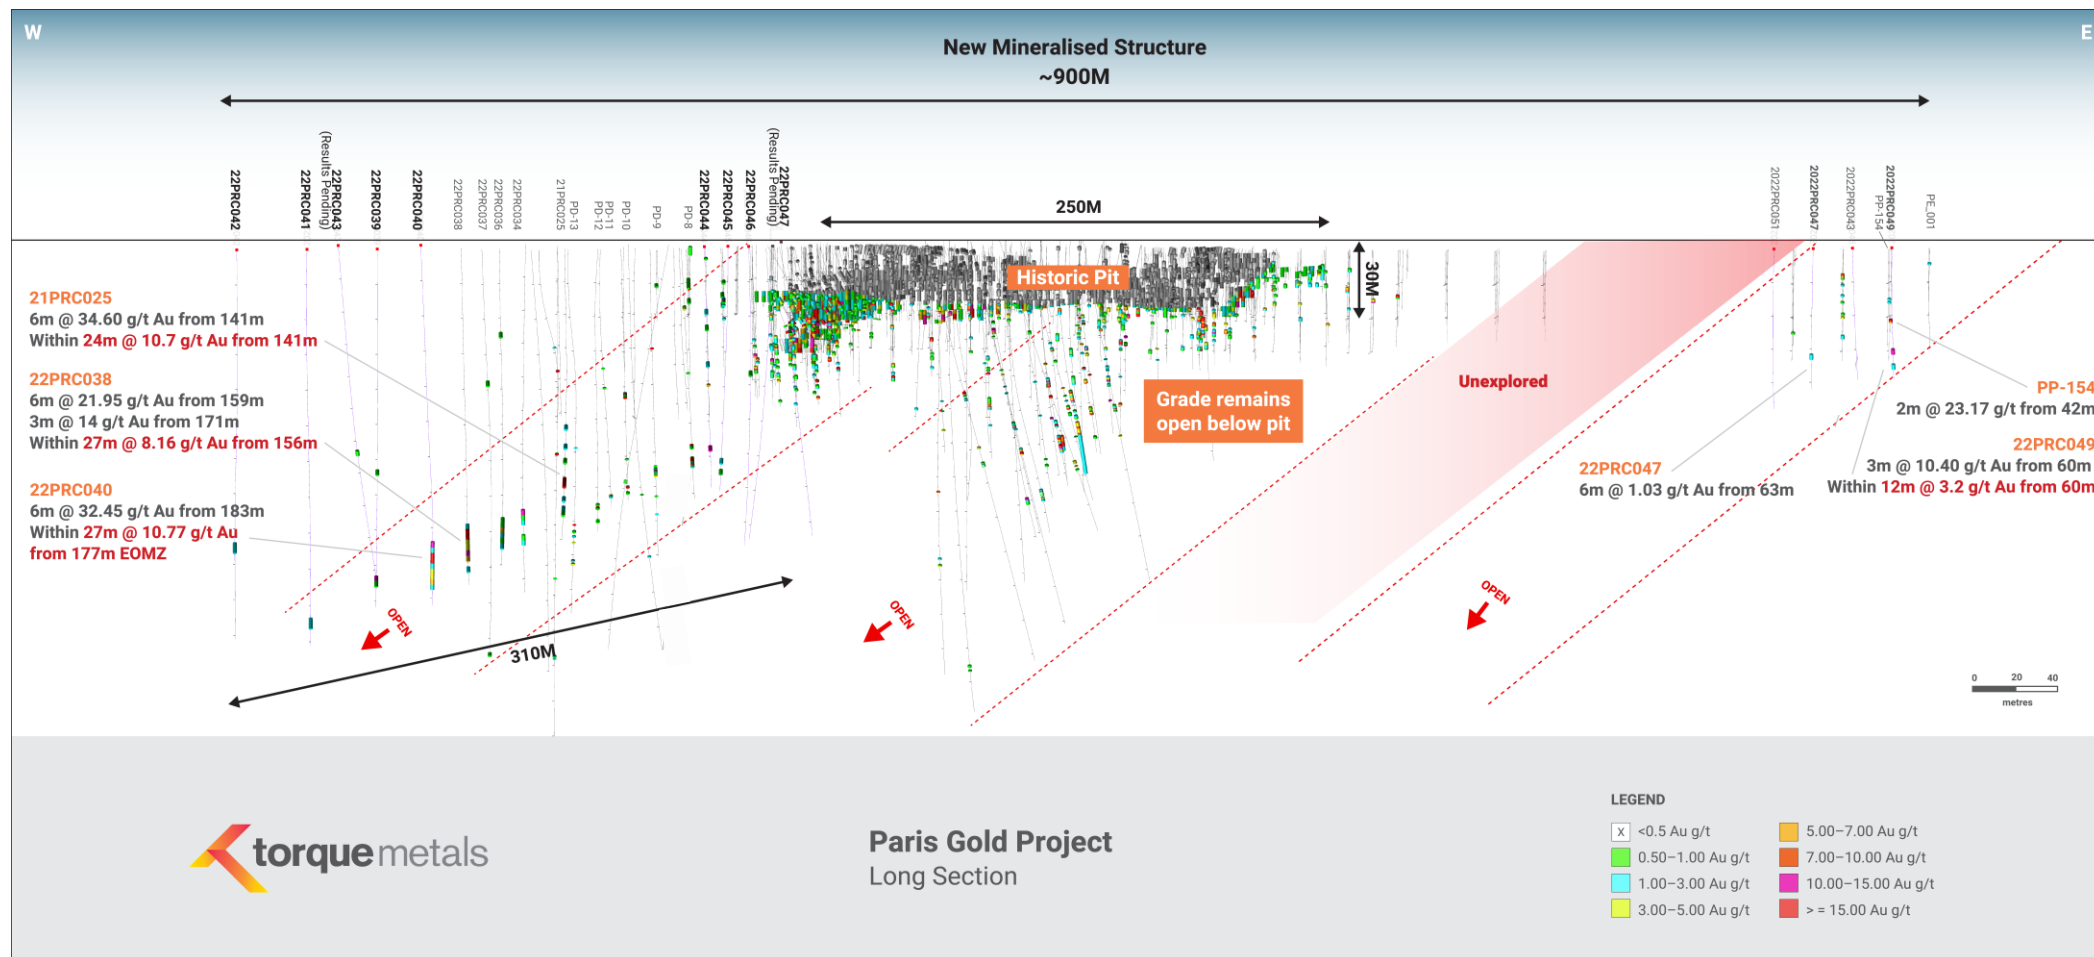 W
E
New Mineralised Structure
~900M
22PRC042
22PRC041
(Results Pending)
22PRC043
22PRC039
22PRC040
22PRC038
22PRC037
22PRC036
22PRC034
21PRC025
PD-13
PD-12
PD-11
PD-10
PD-9
PD-8
22PRC044
22PRC045
22PRC046
(Results Pending)
22PRC047
250M
2022PRC051
2022PRC047
2022PRC043
PP-154
2022PRC049
PE_001
Historic Pit
30M
21PRC025
6m @ 34.60 g/t Au from 141m
Within 24m @ 10.7 g/t Au from 141m
22PRC038
6m @ 21.95 g/t Au from 159m
3m @ 14 g/t Au from 171m
Within 27m @ 8.16 g/t Au from 156m
22PRC040
6m @ 32.45 g/t Au from 183m
Within 27m @ 10.77 g/t Au
from 177m EOMZ
Grade remains
open below pit
Unexplored
PP-154
2m @ 23.17 g/t from 42m
22PRC049
3m @ 10.40 g/t Au from 60m
Within 12m @ 3.2 g/t Au from 60m
22PRC047
6m @ 1.03 g/t Au from 63m
OPEN
OPEN
OPEN
310M
0 20 40
metres
torquemetals
Paris Gold Project
Long Section
LEGEND
X <0.5 Au g/t
0.50–1.00 Au g/t
1.00–3.00 Au g/t
3.00–5.00 Au g/t
5.00–7.00 Au g/t
7.00–10.00 Au g/t
10.00–15.00 Au g/t
> = 15.00 Au g/t